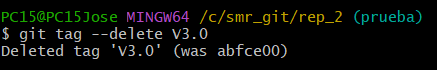 PC15@PC15Jose MINGW64 /c/smr_git/rep_2 (prueba)
$ git tag --delete V3.0
Deleted tag 'V3.0' (was abfce00)